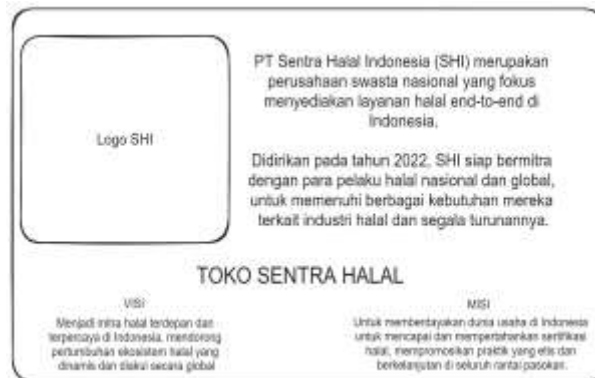 Logo SHI
PT Sentra Halal Indonesia (SHI) merupakan
perusahaan swasta nasional yang fokus
menyediakan layanan halal end-to-end di
Indonesia.
Didirikan pada tahun 2022, SHI siap bermitra
dengan para pelaku halal nasional dan global,
untuk memenuhi berbagai kebutuhan mereka
terkait industri halal dan segala turunannya.
TOKO SENTRA HALAL
VISI
Menjadi mitra halal terdepan dan
terpercaya di Indonesia, mendorong
pertumbuhan ekosistem halal yang
dinamis dan diakui secara global
MISI
Untuk memberdayakan dunia usaha di Indonesia
untuk mencapai dan mempertahankan sertifikasi
halal, mempromosikan praktik yang etis dan
berkelanjutan di seluruh rantai pasokan.